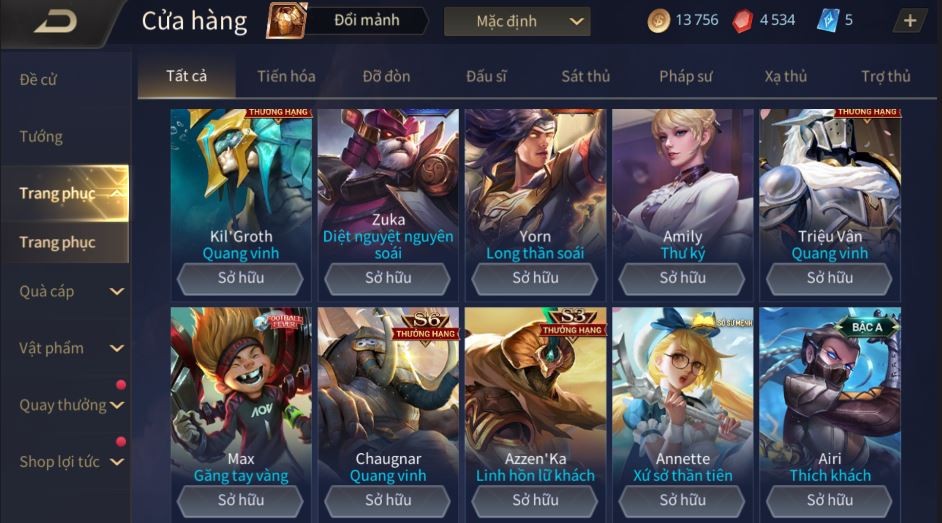 Cửa hàng
Đổi mảnh
Mặc định
13 756
4 534
5
Đề cử
Tướng
Trang phục
Trang phục
Quà cáp
Vật phẩm
Quay thưởng
Shop lợi tức
Tất cả
Tiến hóa
Đỡ đòn
Đấu sĩ
Sát thủ
Pháp sư
Xạ thủ
Trợ thủ
THƯỞNG HẠNG
Kil'Groth
Quang vinh
Sở hữu
Zuka
Diệt nguyệt nguyên
soái
Sở hữu
Yorn
Long thần soái
Sở hữu
Amily
Thư ký
Sở hữu
THƯỞNG HẠNG
Triệu Vân
Quang vinh
Sở hữu
FOOTBALL
FEVER
AOV
Max
Găng tay vàng
Sở hữu
S6
THƯỞNG HẠNG
Chaugnar
Quang vinh
Sở hữu
S3
THƯỞNG HẠNG
Azzen'Ka
Linh hồn lữ khách
Sở hữu
SỔ SỨ MỆNH
Annette
Xứ sở thần tiên
Sở hữu
BẬC A
Airi
Thích khách
Sở hữu